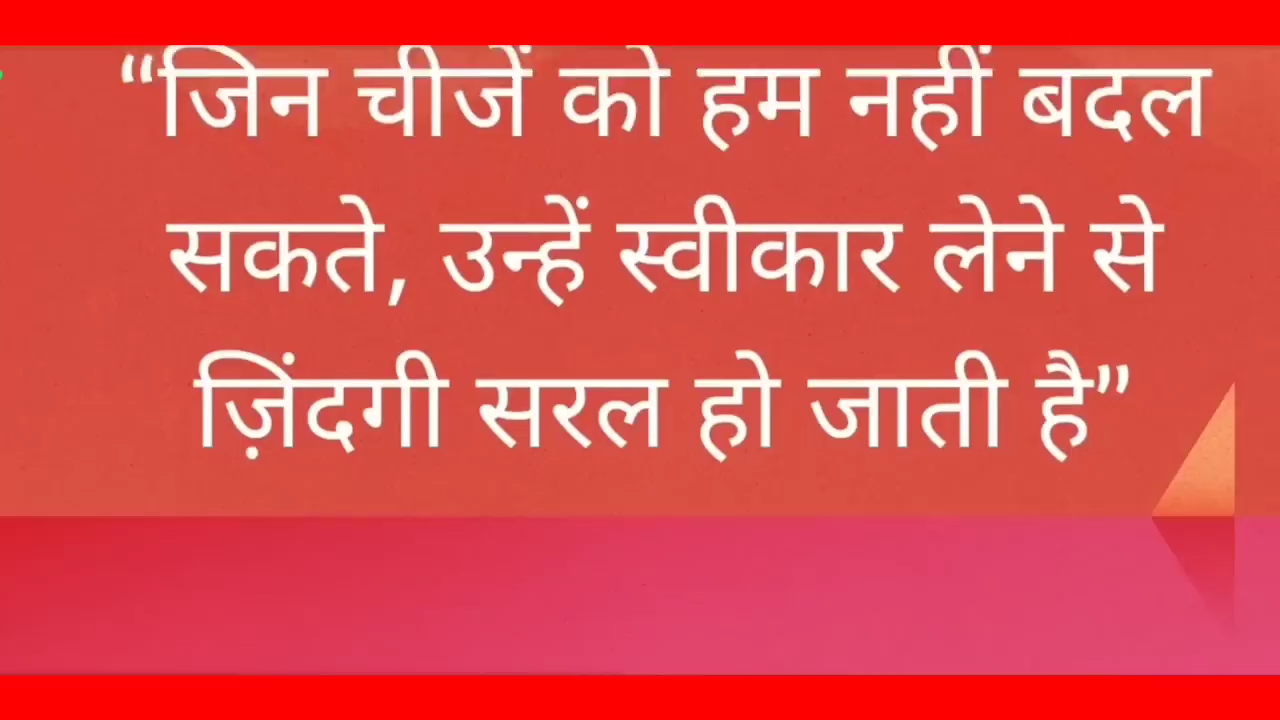 “जिन चीजें को हम नहीं बदल
सकते, उन्हें स्वीकार लेने से
ज़िंदगी सरल हो जाती है”